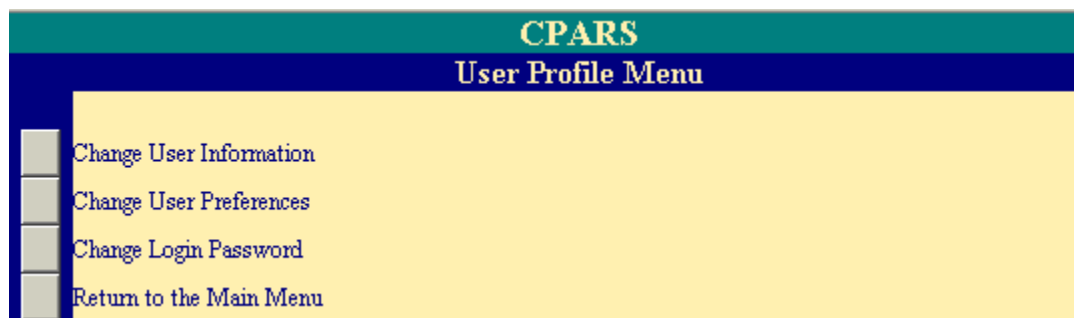 CPARS
User Profile Menu
Change User Information
Change User Preferences
Change Login Password
Return to the Main Menu